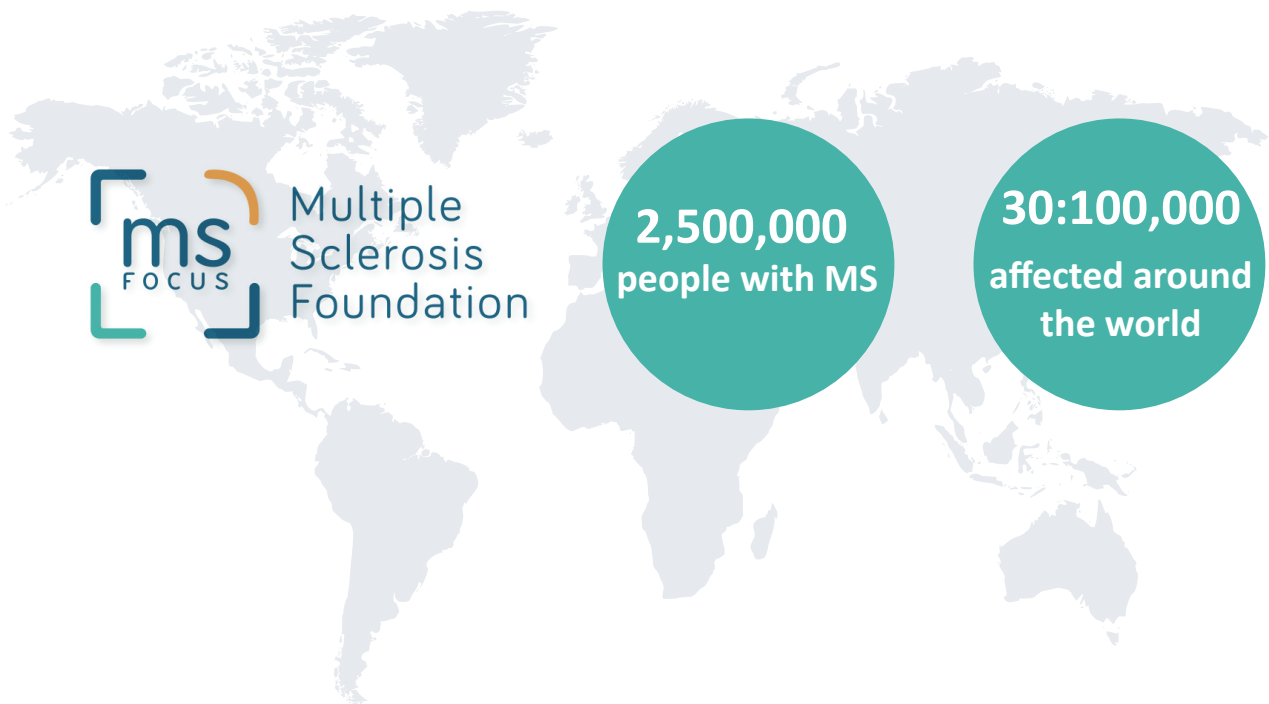 ms
FOCUS
Multiple
Sclerosis
Foundation
2,500,000
people with MS
30:100,000
affected around
the world